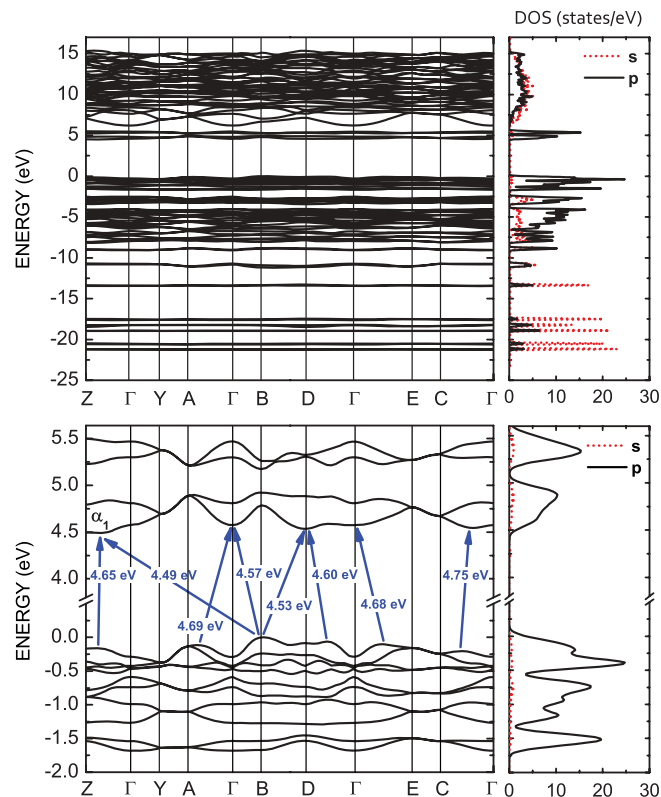 DOS (states/eV)
15
10
5
0
-5
-10
-15
-20
-25
ENERGY (eV)
s
p
Z Γ Y A Γ B D Γ E C Γ
0 10 20 30
5.5
5.0
4.5
4.0
0.0
-0.5
-1.0
-1.5
-2.0
ENERGY (eV)
α1
4.65 eV
4.49 eV
4.69 eV
4.57 eV
4.53 eV
4.60 eV
4.68 eV
4.75 eV
s
p
Z Γ Y A Γ B D Γ E C Γ
0 10 20 30